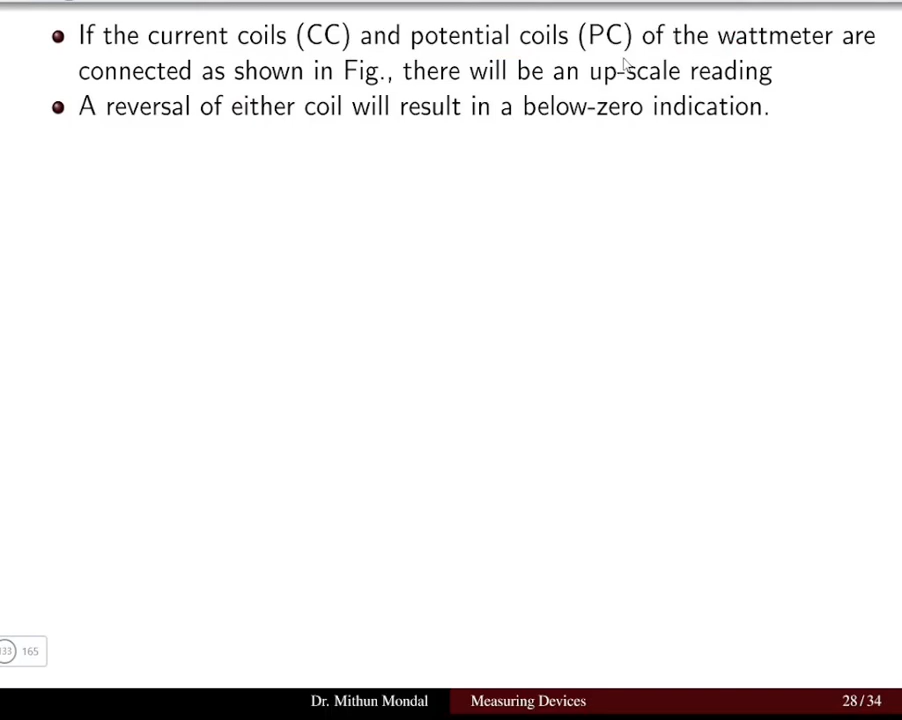 If the current coils (CC) and potential coils (PC) of the wattmeter are
connected as shown in Fig., there will be an up-scale reading
A reversal of either coil will result in a below-zero indication.
133 165
Dr. Mithun Mondal Measuring Devices 28/34